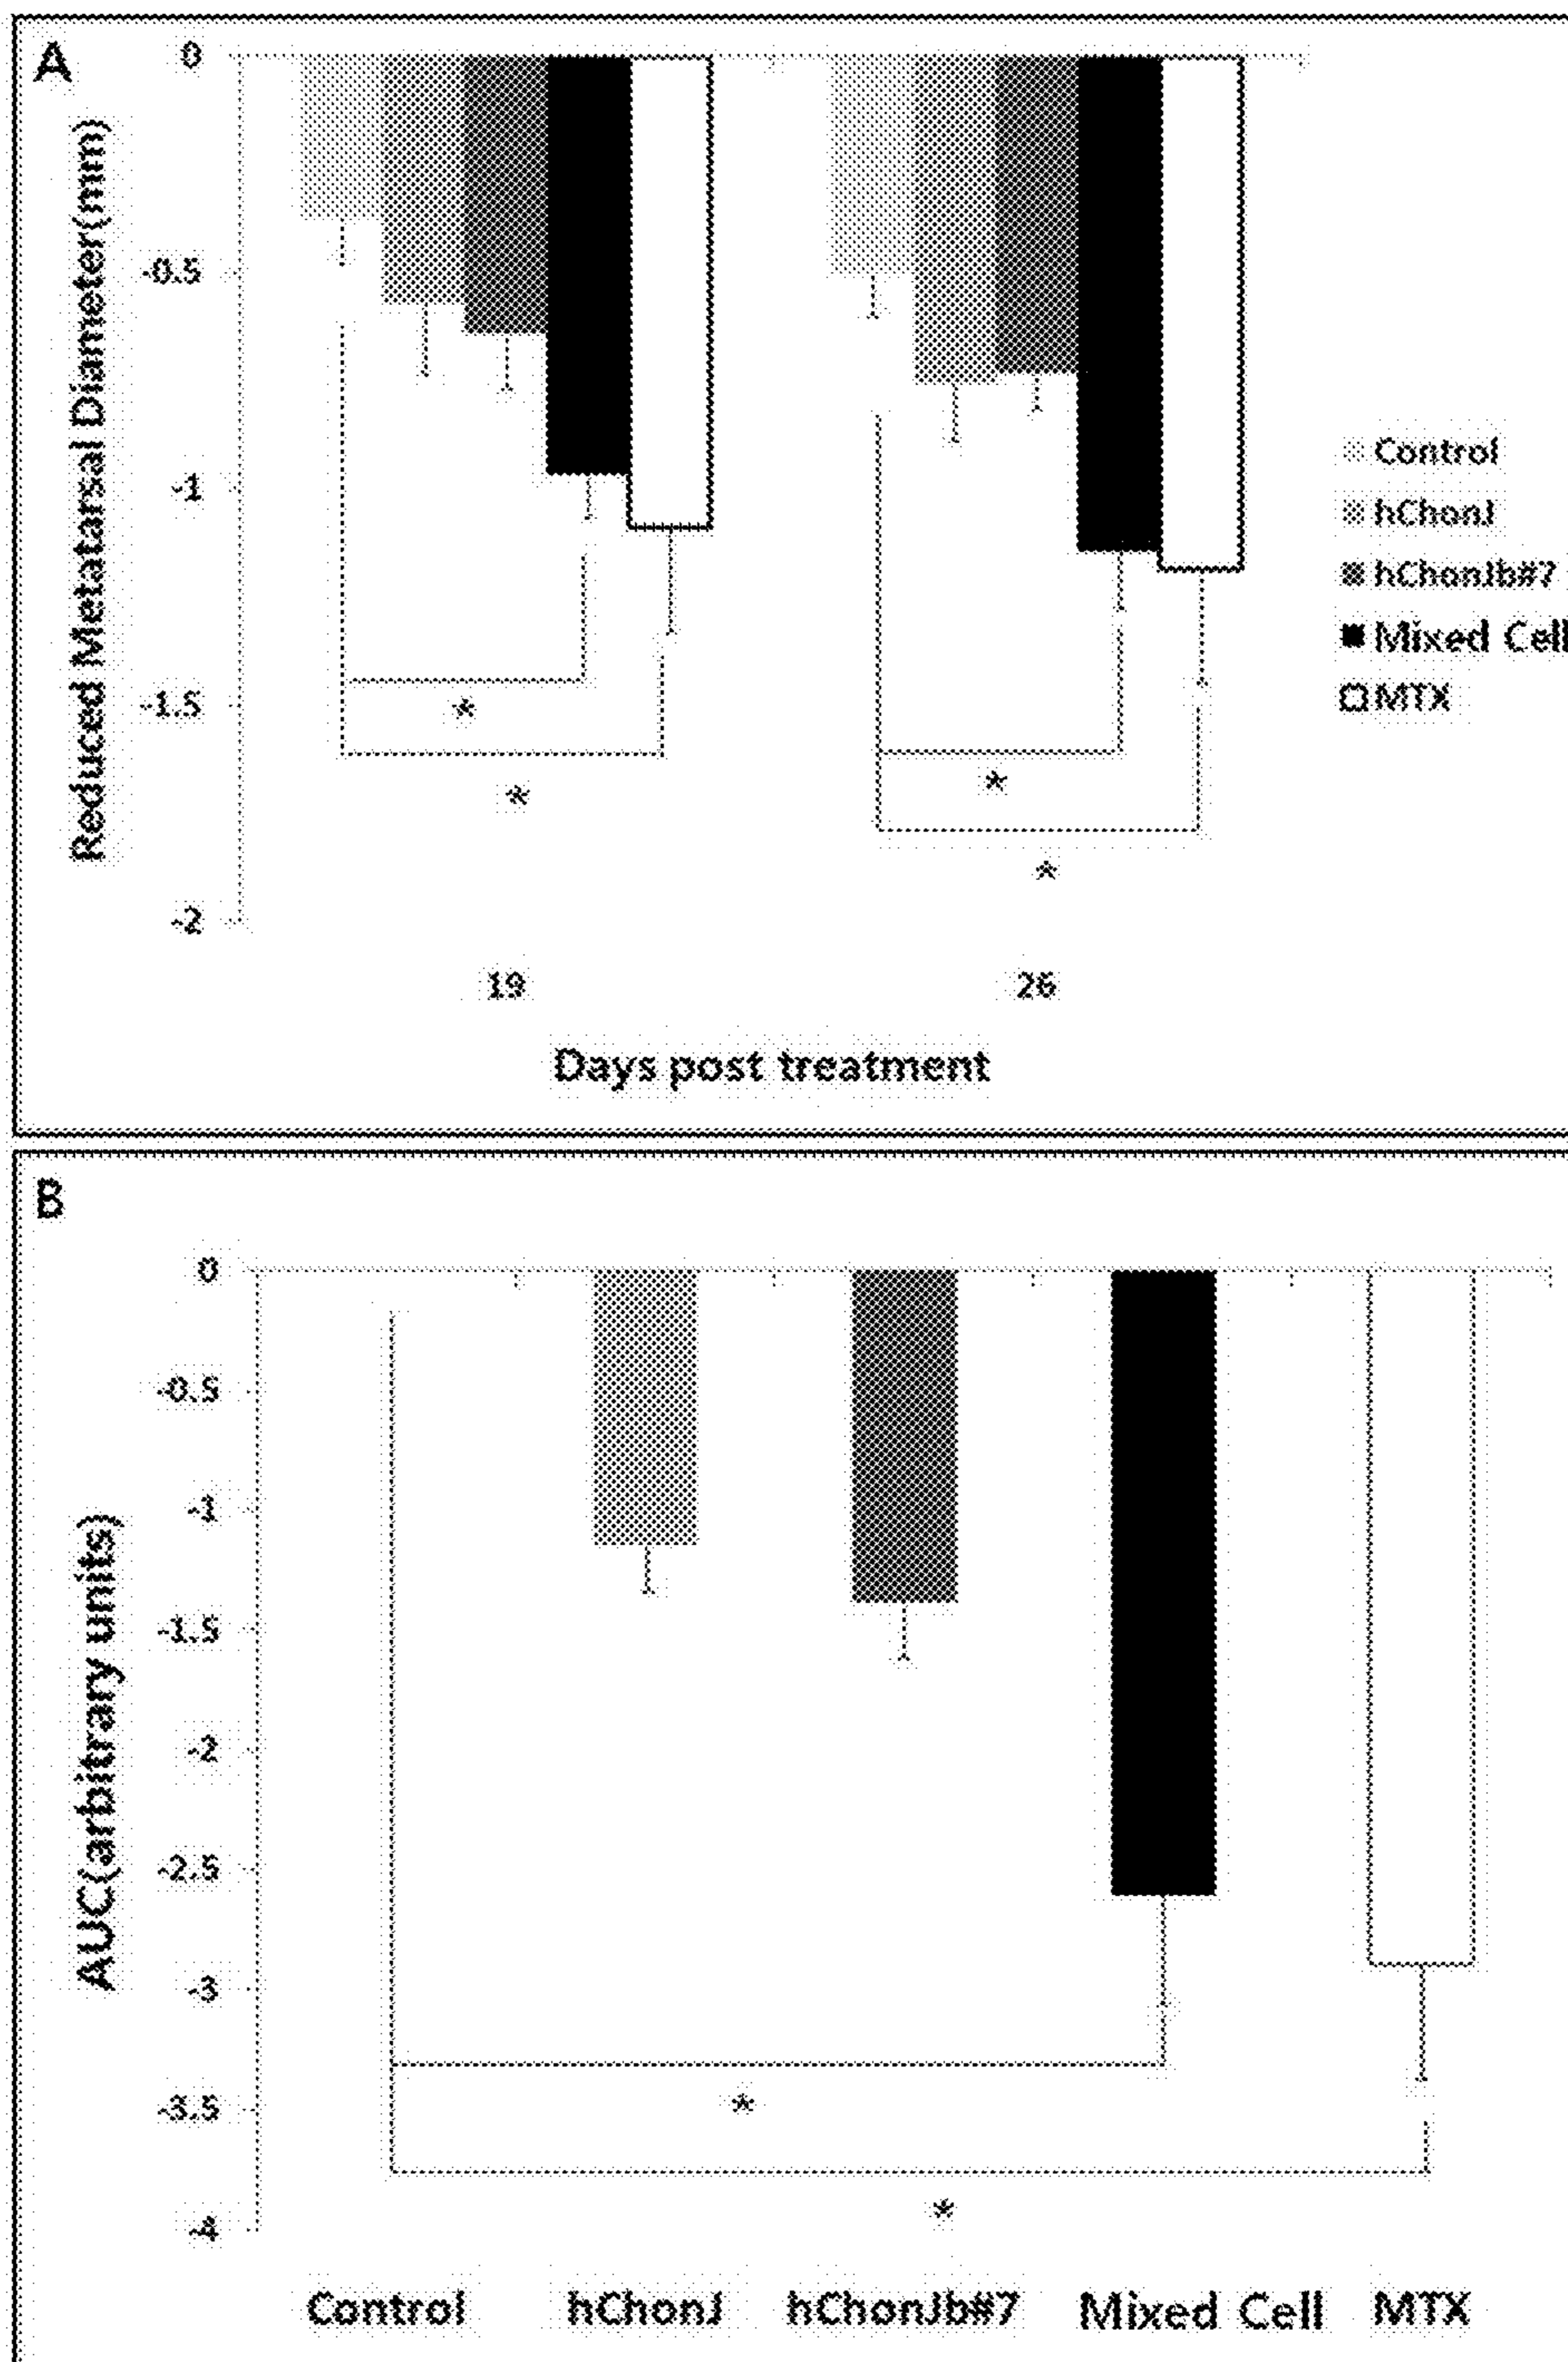 A
Reduced Metatarsal Diameter(mm)
0
-0.5
-1
-1.5
-2
*
*
*
*
19
26
Days post treatment
Control
hChonJ
hChonJb#7
Mixed Cell
MTX
B
AUC(arbitrary units)
0
-0.5
-1
-1.5
-2
-2.5
-3
-3.5
-4
*
*
Control
hChonJ
hChonJb#7
Mixed Cell
MTX